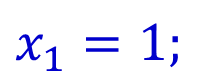 x₁ = 1;